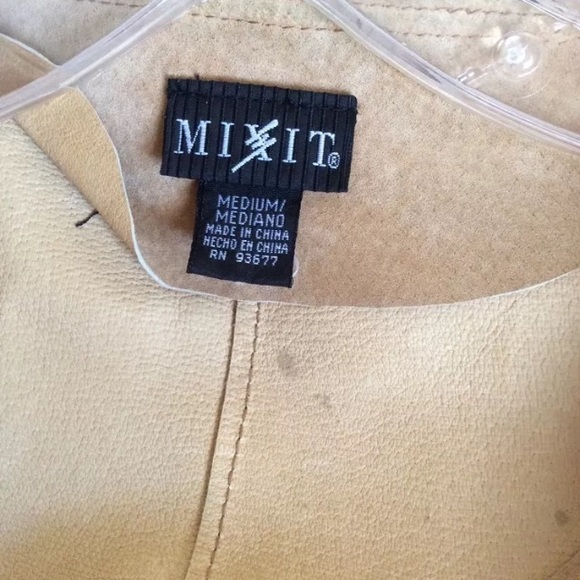 MIXIT®
MEDIUM/
MEDIANO
MADE IN CHINA
HECHO EN CHINA
RN 93677